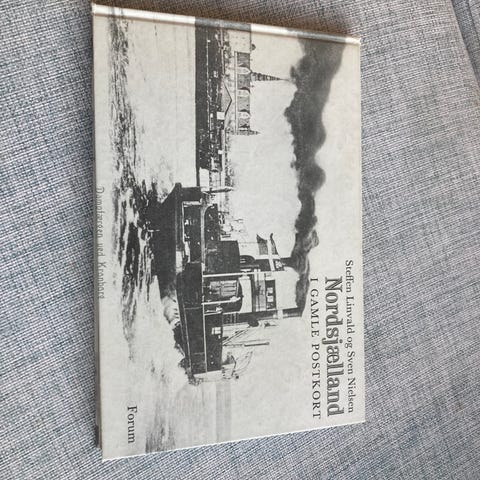 Steffen Linvald og Sven Nielsen
Nordsjælland
I GAMLE POSTKORT
Dampfærgen ved Kronborg
Forum